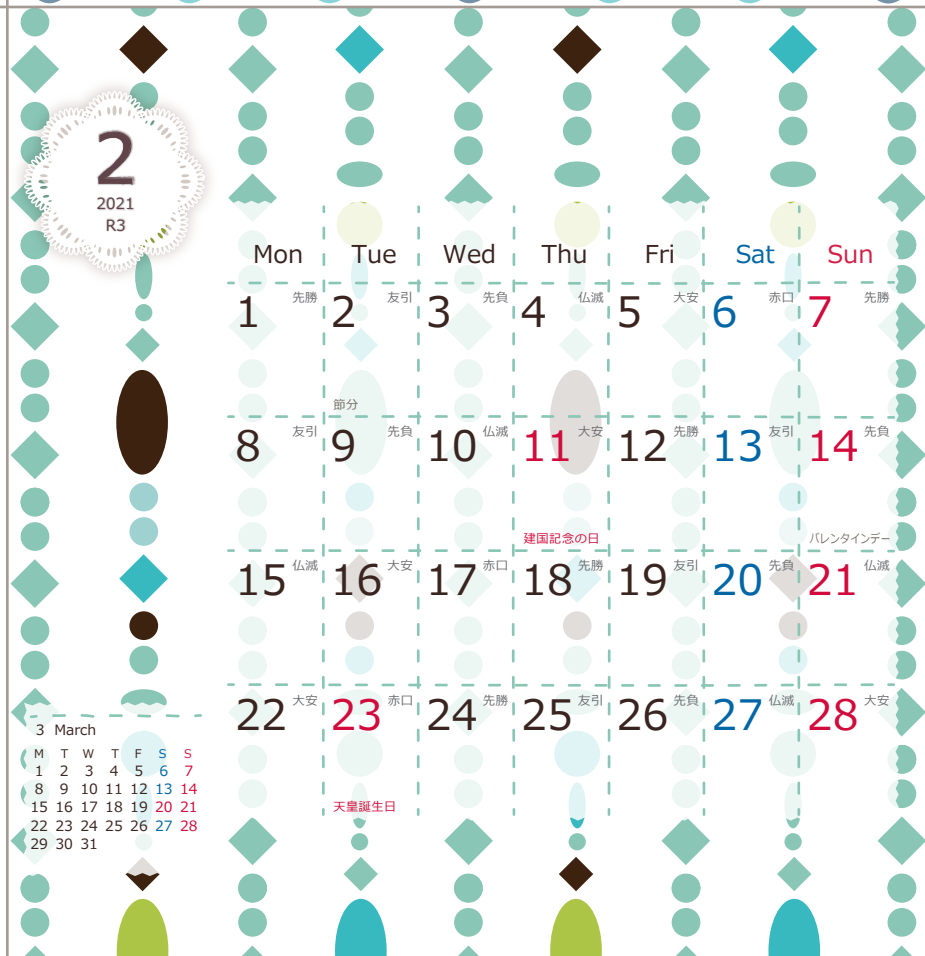 2
2021
R3
Mon Tue Wed Thu Fri Sat Sun
1 先勝 2 友引 3 先負 4 仏滅 5 大安 6 赤口 7 先勝
節分
8 友引 9 先負 10 仏滅 11 大安 12 先勝 13 友引 14 先負
建国記念の日 バレンタインデー
15 仏滅 16 大安 17 赤口 18 先勝 19 友引 20 先負 21 仏滅
22 大安 23 赤口 24 先勝 25 友引 26 先負 27 仏滅 28 大安
天皇誕生日
3 March
M T W T F S S
1 2 3 4 5 6 7
8 9 10 11 12 13 14
15 16 17 18 19 20 21
22 23 24 25 26 27 28
29 30 31